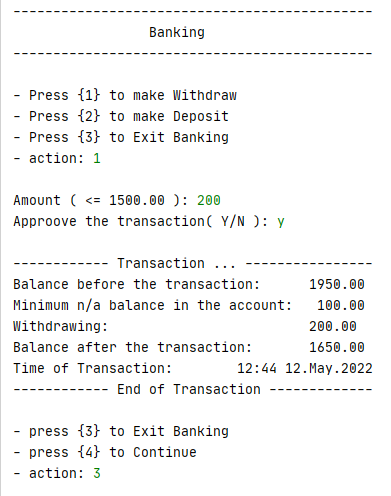 ---------------------------------------------
Banking
---------------------------------------------
- Press {1} to make Withdraw
- Press {2} to make Deposit
- Press {3} to Exit Banking
- action: 1
Amount ( <= 1500.00 ): 200
Approove the transaction( Y/N ): y
------------ Transaction ... ----------------
Balance before the transaction:      1950.00
Minimum n/a balance in the account:   100.00
Withdrawing:                         200.00
Balance after the transaction:       1650.00
Time of Transaction:        12:44 12.May.2022
------------ End of Transaction -------------
- press {3} to Exit Banking
- press {4} to Continue
- action: 3